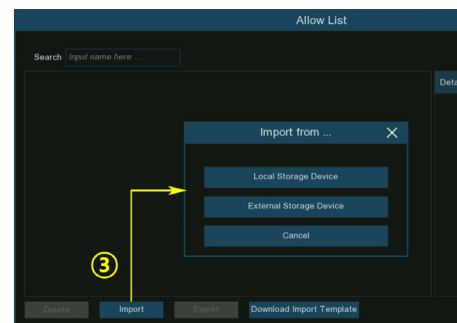 Allow List
Search Input name here ...
Deta
Import from ...
Local Storage Device
External Storage Device
Cancel
③
Delete Import Export Download Import Template